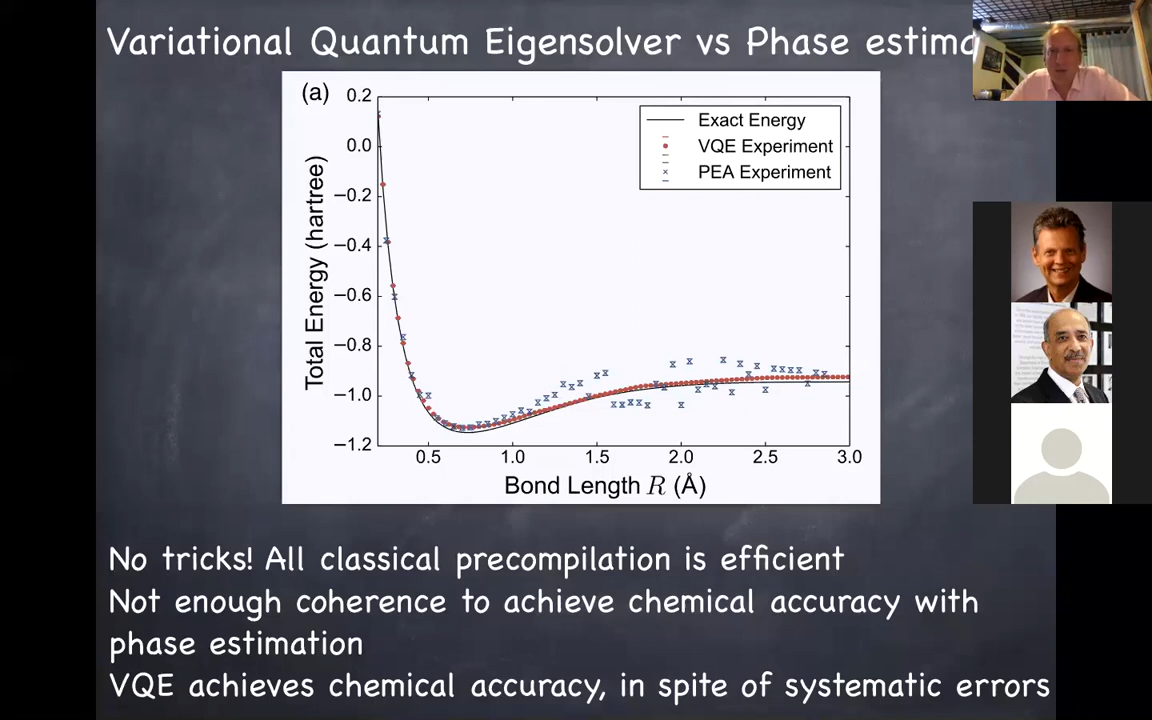 Variational Quantum Eigensolver vs Phase estima
(a)
0.2
0.0
−0.2
−0.4
−0.6
−0.8
−1.0
−1.2
Total Energy (hartree)
Exact Energy
VQE Experiment
PEA Experiment
0.5 1.0 1.5 2.0 2.5 3.0
Bond Length R (Å)
No tricks! All classical precompilation is efficient
Not enough coherence to achieve chemical accuracy with
phase estimation
VQE achieves chemical accuracy, in spite of systematic errors